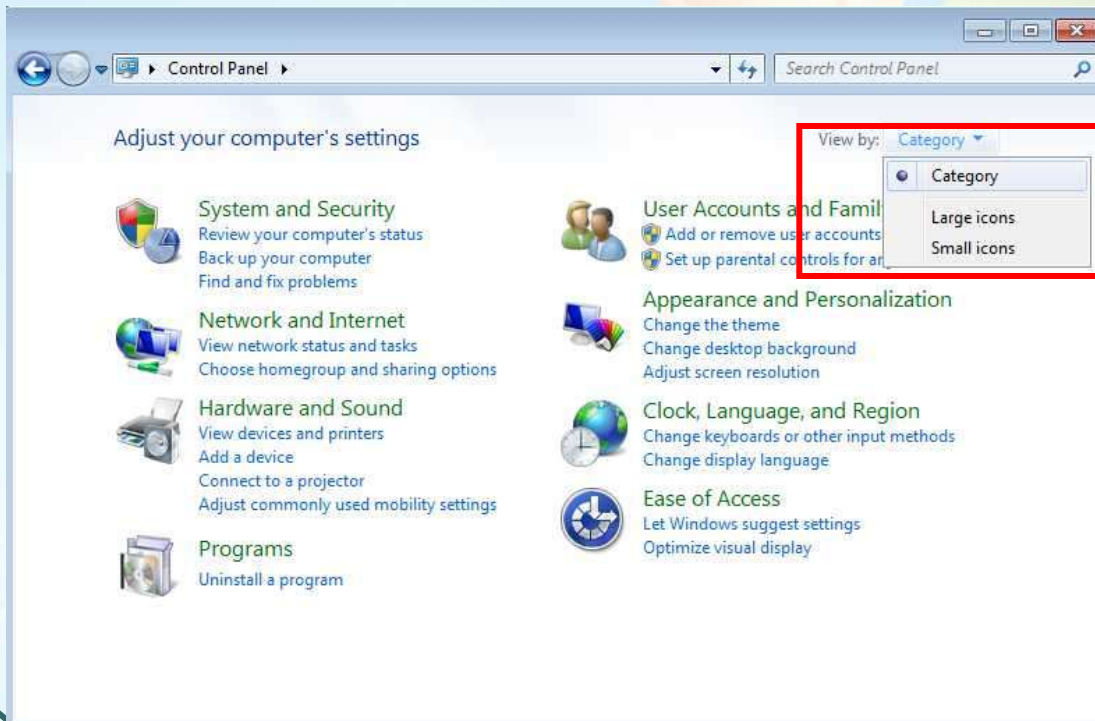 Control Panel
Search Control Panel
Adjust your computer's settings
View by: Category
Category
Large icons
Small icons
System and Security
Review your computer's status
Back up your computer
Find and fix problems
Network and Internet
View network status and tasks
Choose homegroup and sharing options
Hardware and Sound
View devices and printers
Add a device
Connect to a projector
Adjust commonly used mobility settings
Programs
Uninstall a program
User Accounts and Famil
Add or remove user accounts
Set up parental controls for
Appearance and Personalization
Change the theme
Change desktop background
Adjust screen resolution
Clock, Language, and Region
Change keyboards or other input methods
Change display language
Ease of Access
Let Windows suggest settings
Optimize visual display